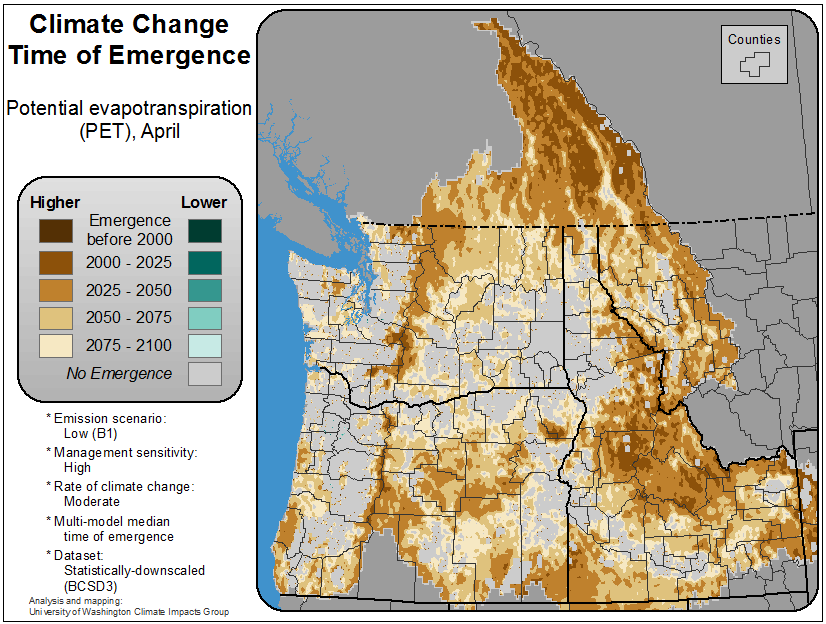 Climate Change
Time of Emergence
Potential evapotranspiration
(PET), April
Higher
Lower
Emergence
before 2000
2000 - 2025
2025 - 2050
2050 - 2075
2075 - 2100
No Emergence
* Emission scenario:
Low (B1)
* Management sensitivity:
High
* Rate of climate change:
Moderate
* Multi-model median
time of emergence
* Dataset:
Statistically-downscaled
(BCSD3)
Analysis and mapping:
University of Washington Climate Impacts Group
Counties